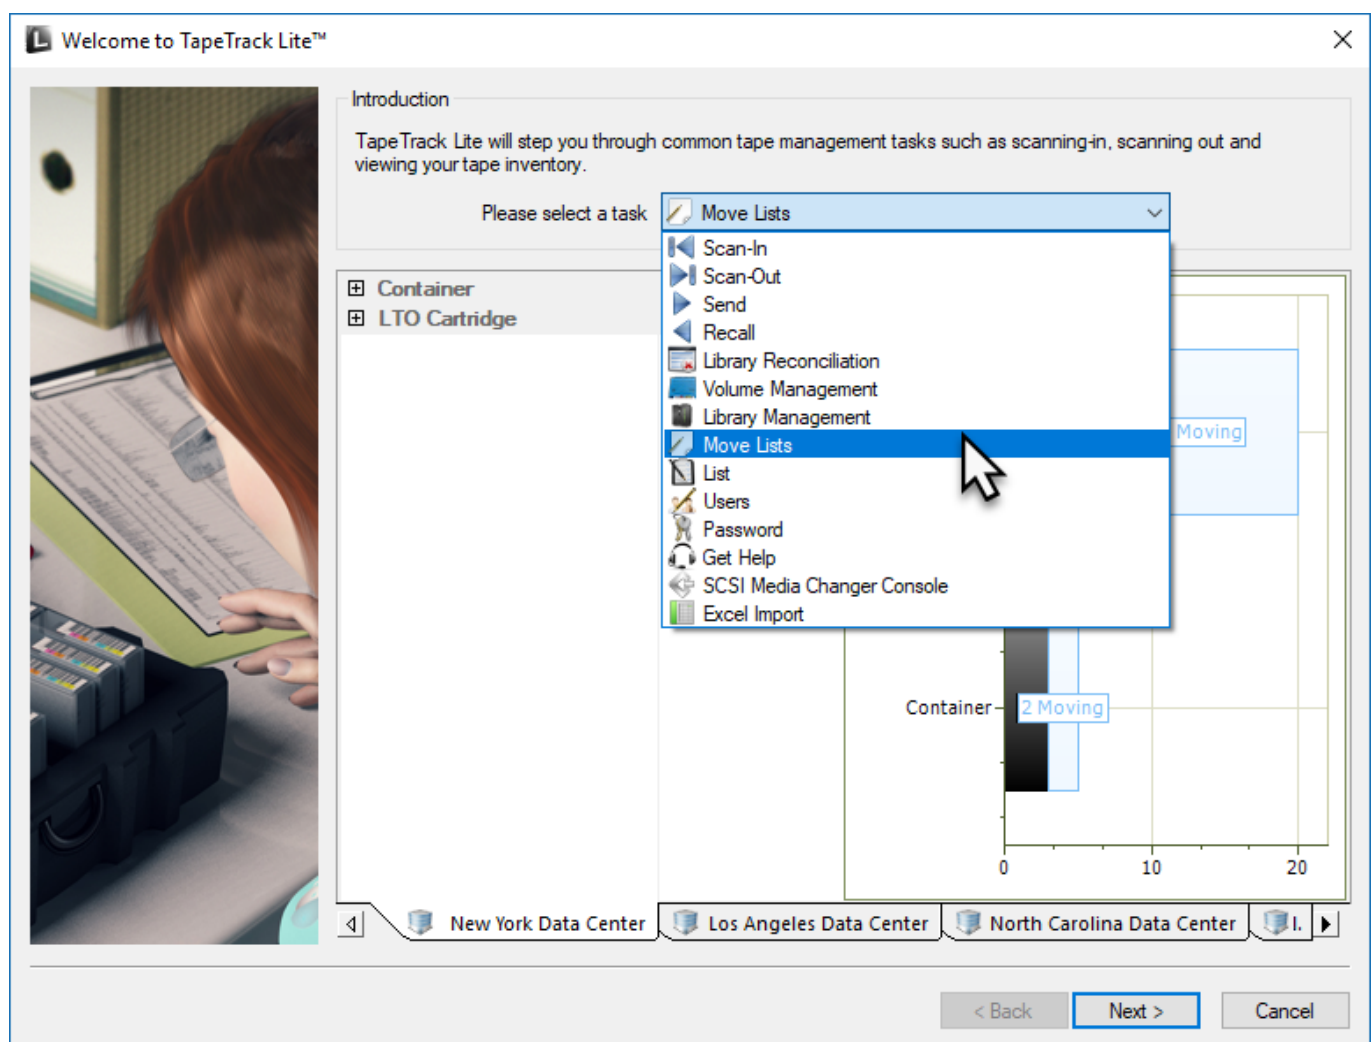 Welcome to TapeTrack Lite™
Introduction
TapeTrack Lite will step you through common tape management tasks such as scanning-in, scanning out and
viewing your tape inventory.
Please select a task
Move Lists
Scan-In
Scan-Out
Send
Recall
Library Reconciliation
Volume Management
Library Management
Move Lists
List
Users
Password
Get Help
SCSI Media Changer Console
Excel Import
Container
LTO Cartridge
Moving
Container
2 Moving
0 10 20
New York Data Center
Los Angeles Data Center
North Carolina Data Center
I.
< Back
Next >
Cancel